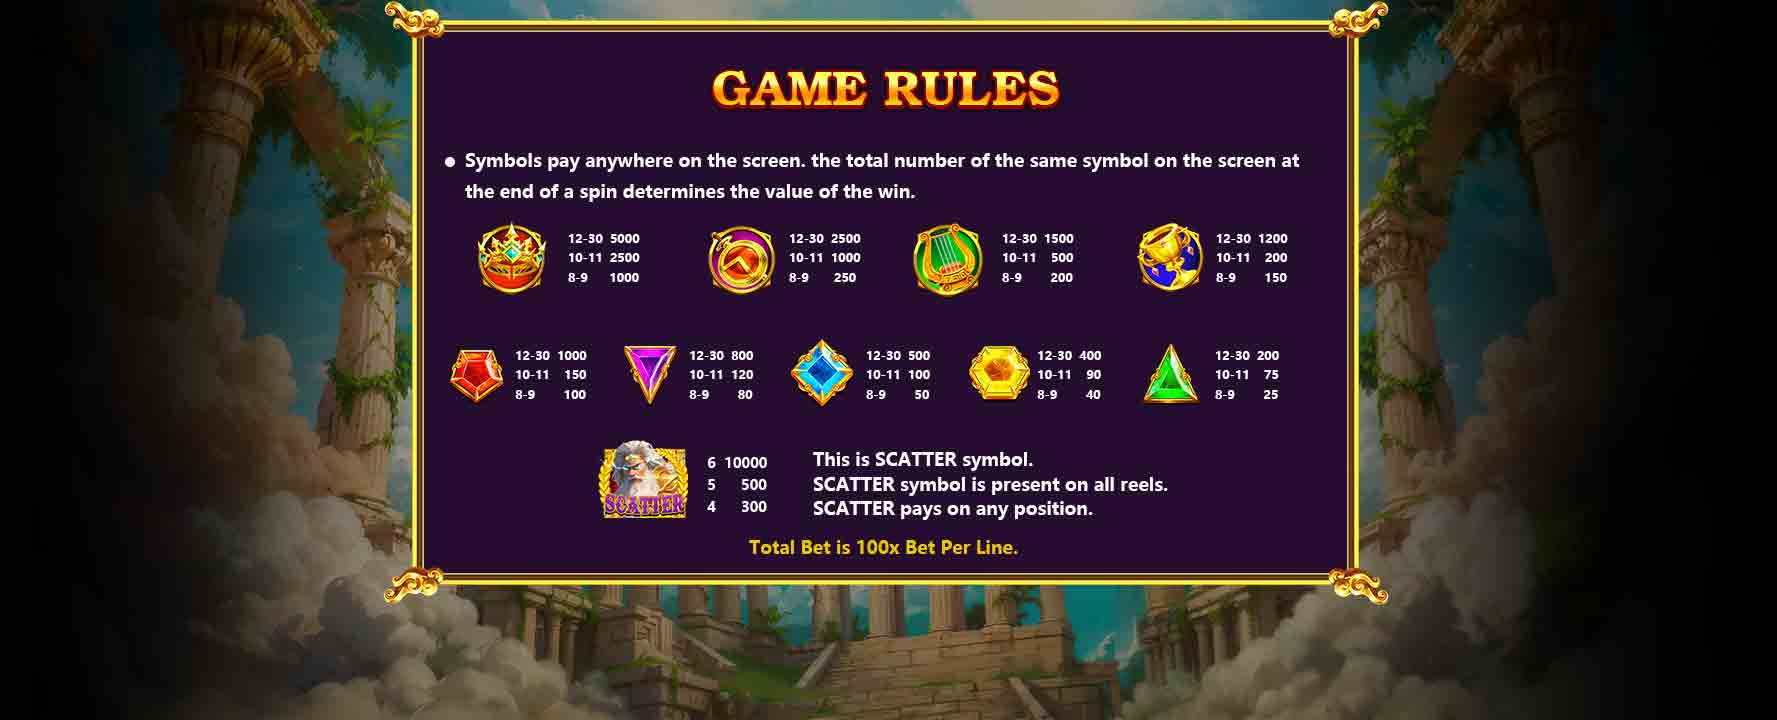 GAME RULES
● Symbols pay anywhere on the screen. the total number of the same symbol on the screen at
the end of a spin determines the value of the win.
12-30 5000 12-30 2500 12-30 1500 12-30 1200
10-11 2500 10-11 1000 10-11 500 10-11 200
8-9 1000 8-9 250 8-9 200 8-9 150
12-30 1000 12-30 800 12-30 500 12-30 400 12-30 200
10-11 150 10-11 120 10-11 100 10-11 90 10-11 75
8-9 100 8-9 80 8-9 50 8-9 40 8-9 25
6 10000 This is SCATTER symbol.
5 500 SCATTER symbol is present on all reels.
SCATTER 4 300 SCATTER pays on any position.
Total Bet is 100x Bet Per Line.